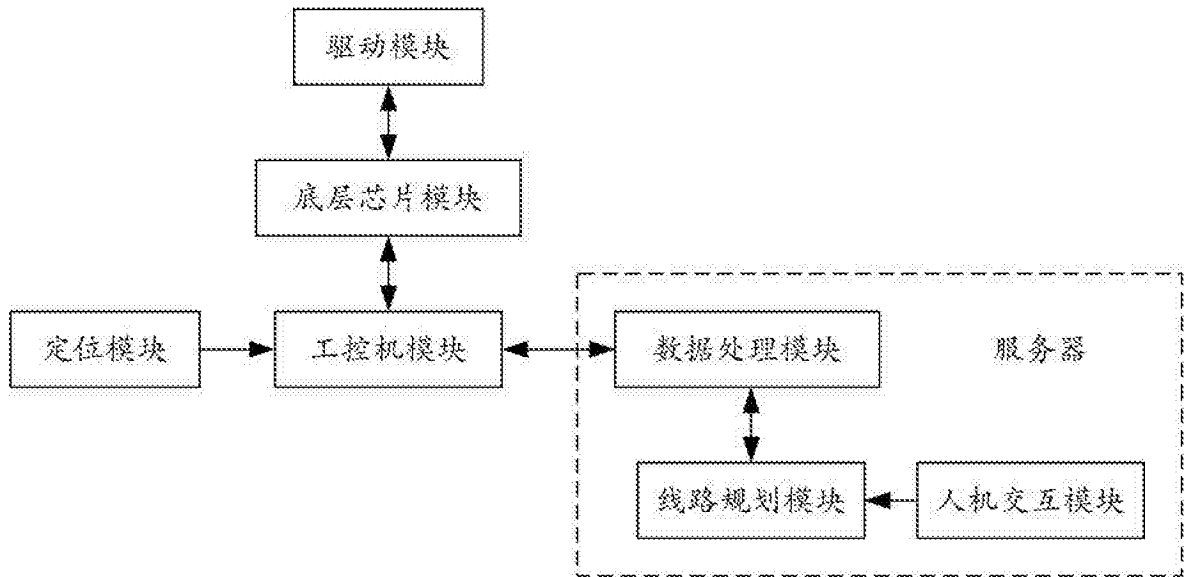 驱动模块
底层芯片模块
定位模块
工控机模块
数据处理模块
服务器
线路规划模块
人机交互模块